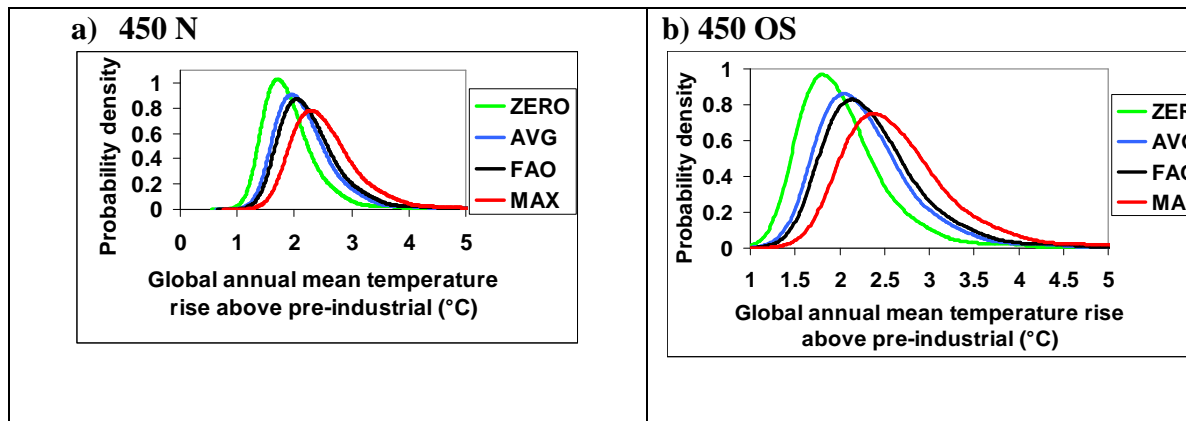 a) 450 N
Probability density
1
0.8
0.6
0.4
0.2
0
0 1 2 3 4 5
Global annual mean temperature
rise above pre-industrial (°C)
ZERO
AVG
FAO
MAX
b) 450 OS
Probability density
1
0.8
0.6
0.4
0.2
0
1 1.5 2 2.5 3 3.5 4 4.5 5
Global annual mean temperature rise
above pre-industrial (°C)